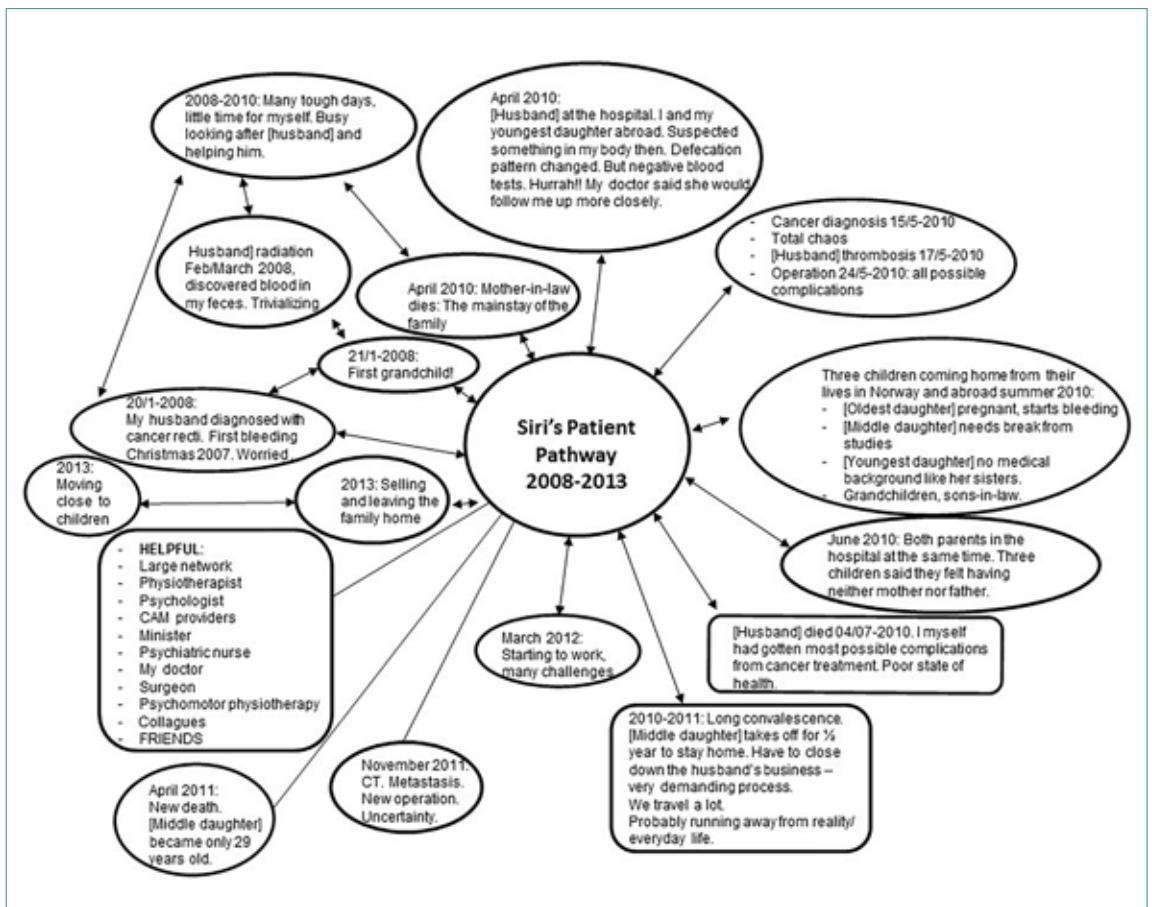 2008-2010: Many tough days,
little time for myself. Busy
looking after [husband] and
helping him.
April 2010:
[Husband] at the hospital. I and my
youngest daughter abroad. Suspected
something in my body then. Defecation
pattern changed. But negative blood
tests. Hurrah!! My doctor said she would
follow me up more closely.
- Cancer diagnosis 15/5-2010
- Total chaos
- [Husband] thrombosis 17/5-2010
- Operation 24/5-2010: all possible
complications
Husband] radiation
Feb/March 2008,
discovered blood in
my feces. Trivializing
April 2010: Mother-in-law
dies: The mainstay of the
family
21/1-2008:
First grandchild!
20/1-2008:
My husband diagnosed with
cancer recti. First bleeding
Christmas 2007. Worried
Siri's Patient
Pathway
2008-2013
Three children coming home from their
lives in Norway and abroad summer 2010:
- [Oldest daughter] pregnant, starts bleeding
- [Middle daughter] needs break from
studies
- [Youngest daughter] no medical
background like her sisters.
- Grandchildren, sons-in-law.
2013:
Moving
close to
children
2013: Selling
and leaving the
family home
June 2010: Both parents in the
hospital at the same time. Three
children said they felt having
neither mother nor father.
- HELPFUL:
- Large network
- Physiotherapist
- Psychologist
- CAM providers
- Minister
- Psychiatric nurse
- My doctor
- Surgeon
- Psychomotor physiotherapy
- Collagues
- FRIENDS
March 2012:
Starting to work,
many challenges
[Husband] died 04/07-2010. I myself
had gotten most possible complications
from cancer treatment. Poor state of
health.
2010-2011: Long convalescence.
[Middle daughter] takes off for ½
year to stay home. Have to close
down the husband's business –
very demanding process.
We travel a lot.
Probably running away from reality/
everyday life.
November 2011:
CT. Metastasis.
New operation.
Uncertainty.
April 2011:
New death.
[Middle daughter]
became only 29
years old.